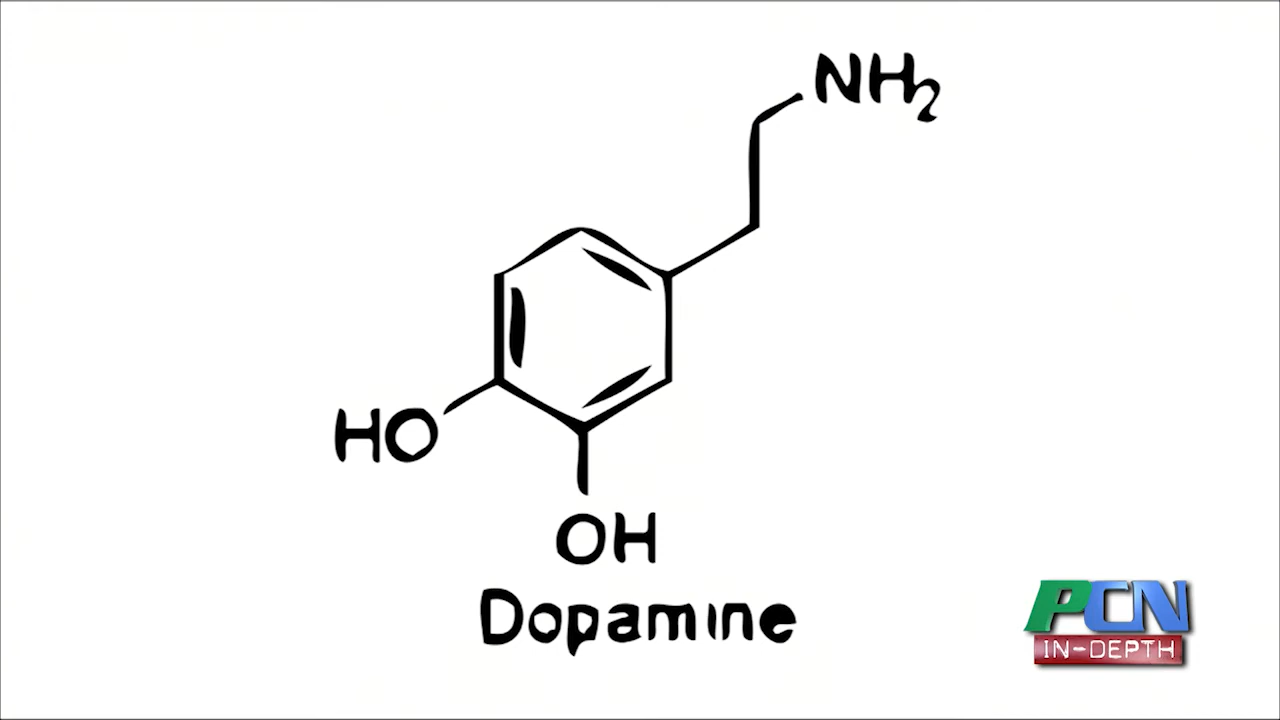 NH₂
HO
OH
Dopamine
PCN
IN-DEPTH